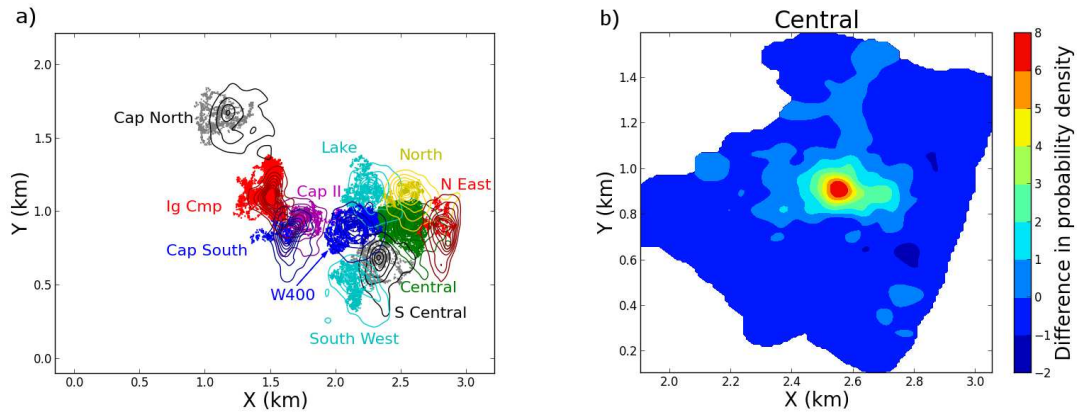 a)
2.0
1.5
1.0
0.5
0.0
Y (km)
0.0
0.5
1.0
1.5
2.0
2.5
3.0
X (km)
Cap North
Lake
North
N East
Cap II
Ig Cmp
Cap South
W400
Central
S Central
South West
b)
Central
1.4
1.2
1.0
0.8
0.6
0.4
0.2
Y (km)
2.0
2.2
2.4
2.6
2.8
3.0
X (km)
8
6
5
4
3
2
1
0
−1
−2
Difference in probability density